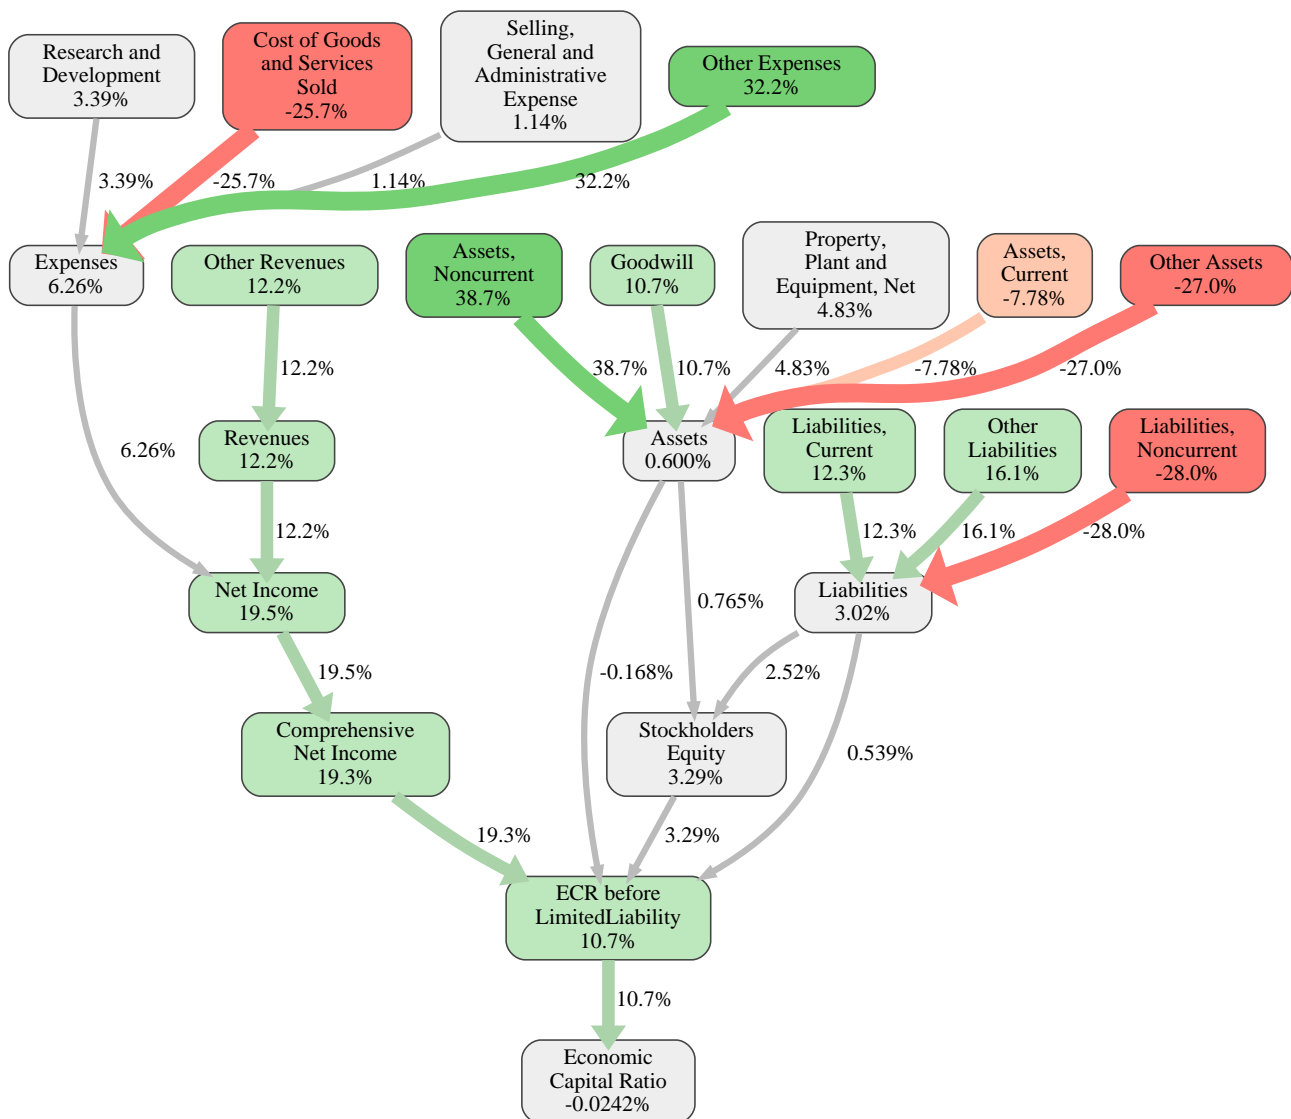 Research and
Development
3.39%
Cost of Goods
and Services
Sold
-25.7%
Selling,
General and
Administrative
Expense
1.14%
Other Expenses
32.2%
3.39%
-25.7%
1.14%
32.2%
Expenses
6.26%
Other Revenues
12.2%
Assets,
Noncurrent
38.7%
Goodwill
10.7%
Property,
Plant and
Equipment, Net
4.83%
Assets,
Current
-7.78%
Other Assets
-27.0%
12.2%
38.7%
10.7%
4.83%
-7.78%
-27.0%
6.26%
Revenues
12.2%
Assets
0.600%
Liabilities,
Current
12.3%
Other
Liabilities
16.1%
Liabilities,
Noncurrent
-28.0%
12.2%
12.3%
16.1%
-28.0%
Net Income
19.5%
0.765%
Liabilities
3.02%
19.5%
-0.168%
2.52%
Comprehensive
Net Income
19.3%
Stockholders
Equity
3.29%
0.539%
19.3%
3.29%
ECR before
LimitedLiability
10.7%
10.7%
Economic
Capital Ratio
-0.0242%